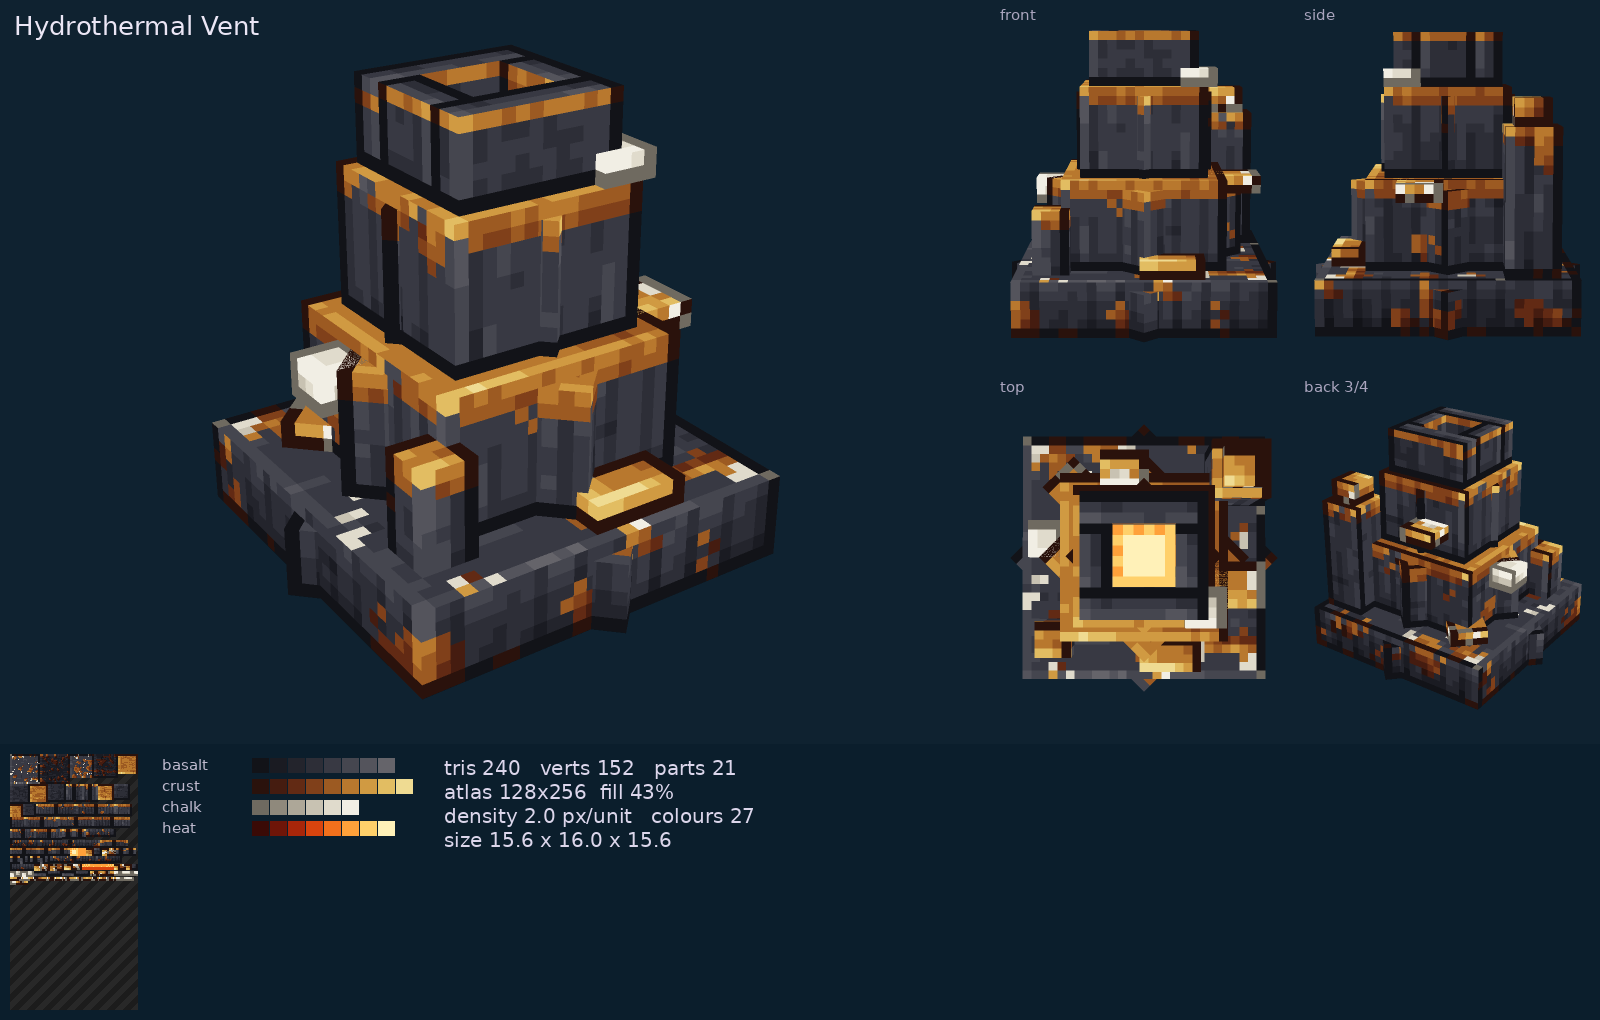 Hydrothermal Vent
front
side
top
back 3/4
basalt
crust
chalk
heat
tris 240 verts 152 parts 21
atlas 128x256 fill 43%
density 2.0 px/unit colours 27
size 15.6 x 16.0 x 15.6